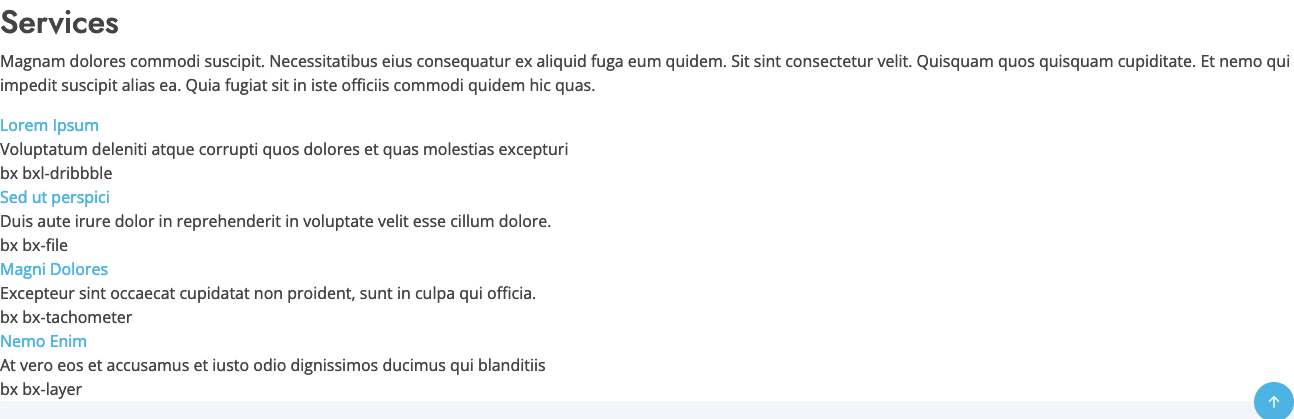 Services
Magnam dolores commodi suscipit. Necessitatibus eius consequatur ex aliquid fuga eum quidem. Sit sint consectetur velit. Quisquam quos quisquam cupiditate. Et nemo qui
impedit suscipit alias ea. Quia fugiat sit in iste officiis commodi quidem hic quas.
Lorem Ipsum
Voluptatum deleniti atque corrupti quos dolores et quas molestias excepturi
bx bxl-dribbble
Sed ut perspici
Duis aute irure dolor in reprehenderit in voluptate velit esse cillum dolore.
bx bx-file
Magni Dolores
Excepteur sint occaecat cupidatat non proident, sunt in culpa qui officia.
bx bx-tachometer
Nemo Enim
At vero eos et accusamus et iusto odio dignissimos ducimus qui blanditiis
bx bx-layer